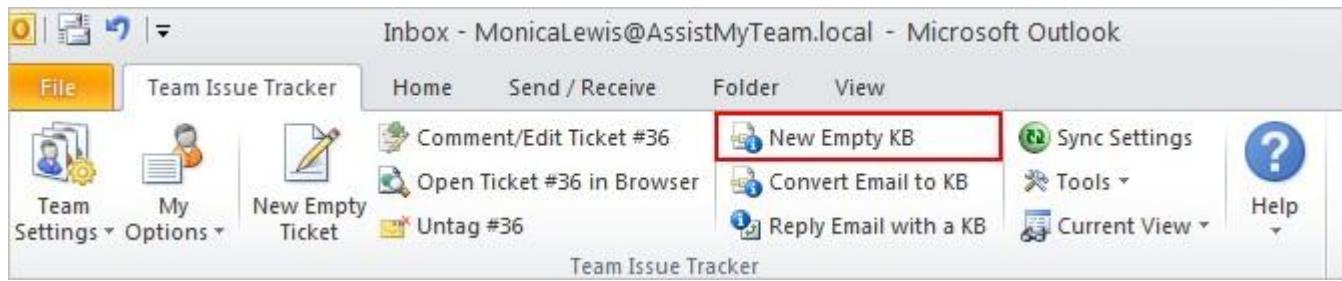 Inbox - MonicaLewis@AssistMyTeam.local - Microsoft Outlook
File Team Issue Tracker Home Send / Receive Folder View
Team Settings
My Options
New Empty Ticket
Comment/Edit Ticket #36
Open Ticket #36 in Browser
Untag #36
New Empty KB
Convert Email to KB
Reply Email with a KB
Sync Settings
Tools
Current View
Help
Team Issue Tracker